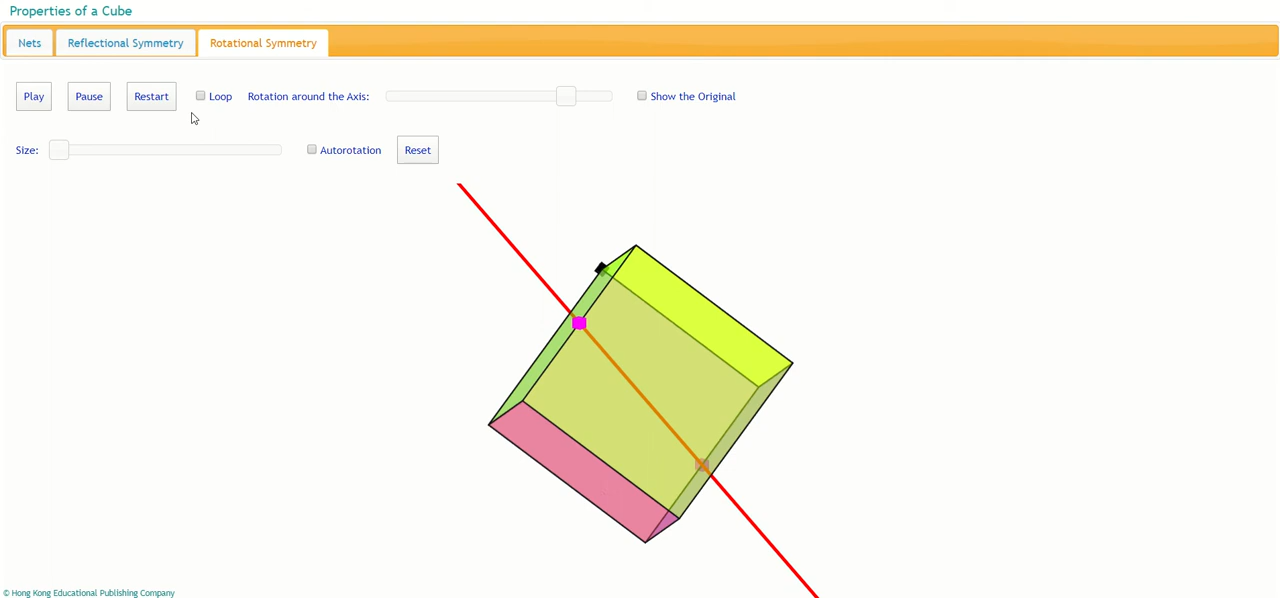 Properties of a Cube
Nets Reflectional Symmetry Rotational Symmetry
Play Pause Restart Loop Rotation around the Axis: Show the Original
Size: Autorotation Reset
© Hong Kong Educational Publishing Company